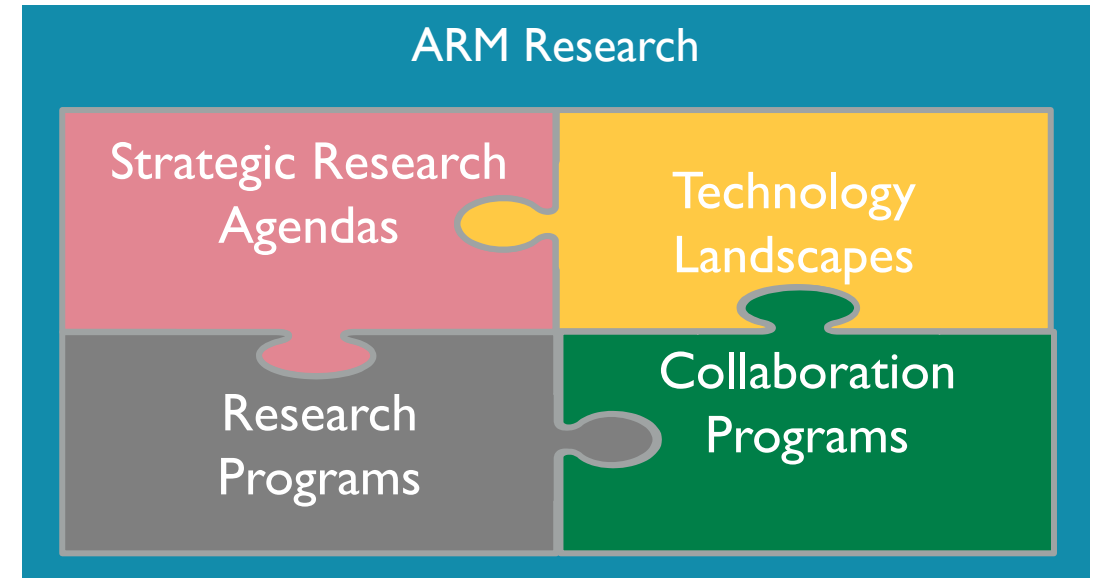 ARM Research
Strategic Research
Agendas
Technology
Landscapes
Research
Programs
Collaboration
Programs